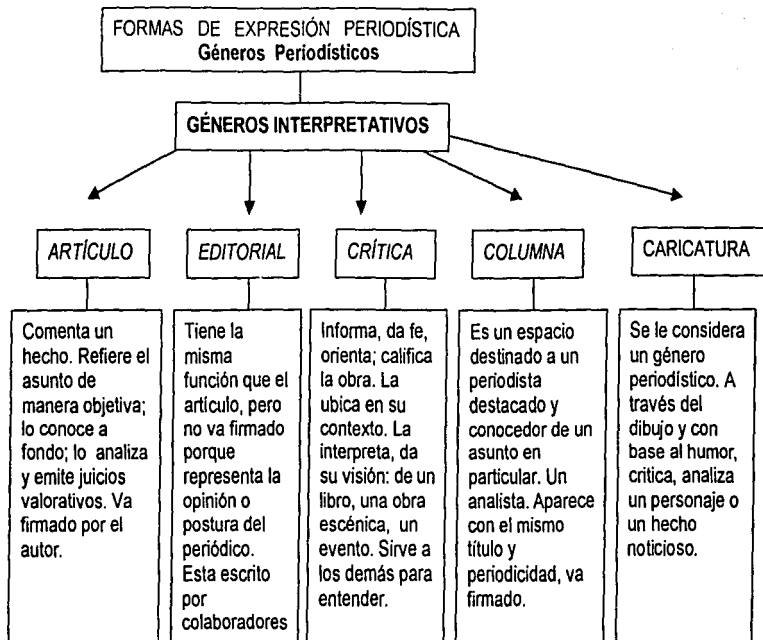 FORMAS DE EXPRESIÓN PERIODÍSTICA
Géneros Periodísticos
GÉNEROS INTERPRETATIVOS
ARTÍCULO
Comenta un
hecho. Refiere el
asunto de
manera objetiva;
lo conoce a
fondo; lo analiza
y emite juicios
valorativos. Va
firmado por el
autor.
EDITORIAL
Tiene la
misma
función que el
artículo, pero
no va firmado
porque
representa la
opinión o
postura del
periódico.
Esta escrito
por
colaboradores
CRÍTICA
Informa, da fe,
orienta; califica
la obra. La
ubica en su
contexto. La
interpreta, da
su visión: de un
libro, una obra
escénica, un
evento. Sirve a
los demás para
entender.
COLUMNA
Es un espacio
destinado a un
periodista
destacado y
conocedor de un
asunto en
particular. Un
analista. Aparece
con el mismo
título y
periodicidad, va
firmado.
CARICATURA
Se le considera
un género
periodístico. A
través del
dibujo y con
base al humor,
critica, analiza
un personaje o
un hecho
noticioso.